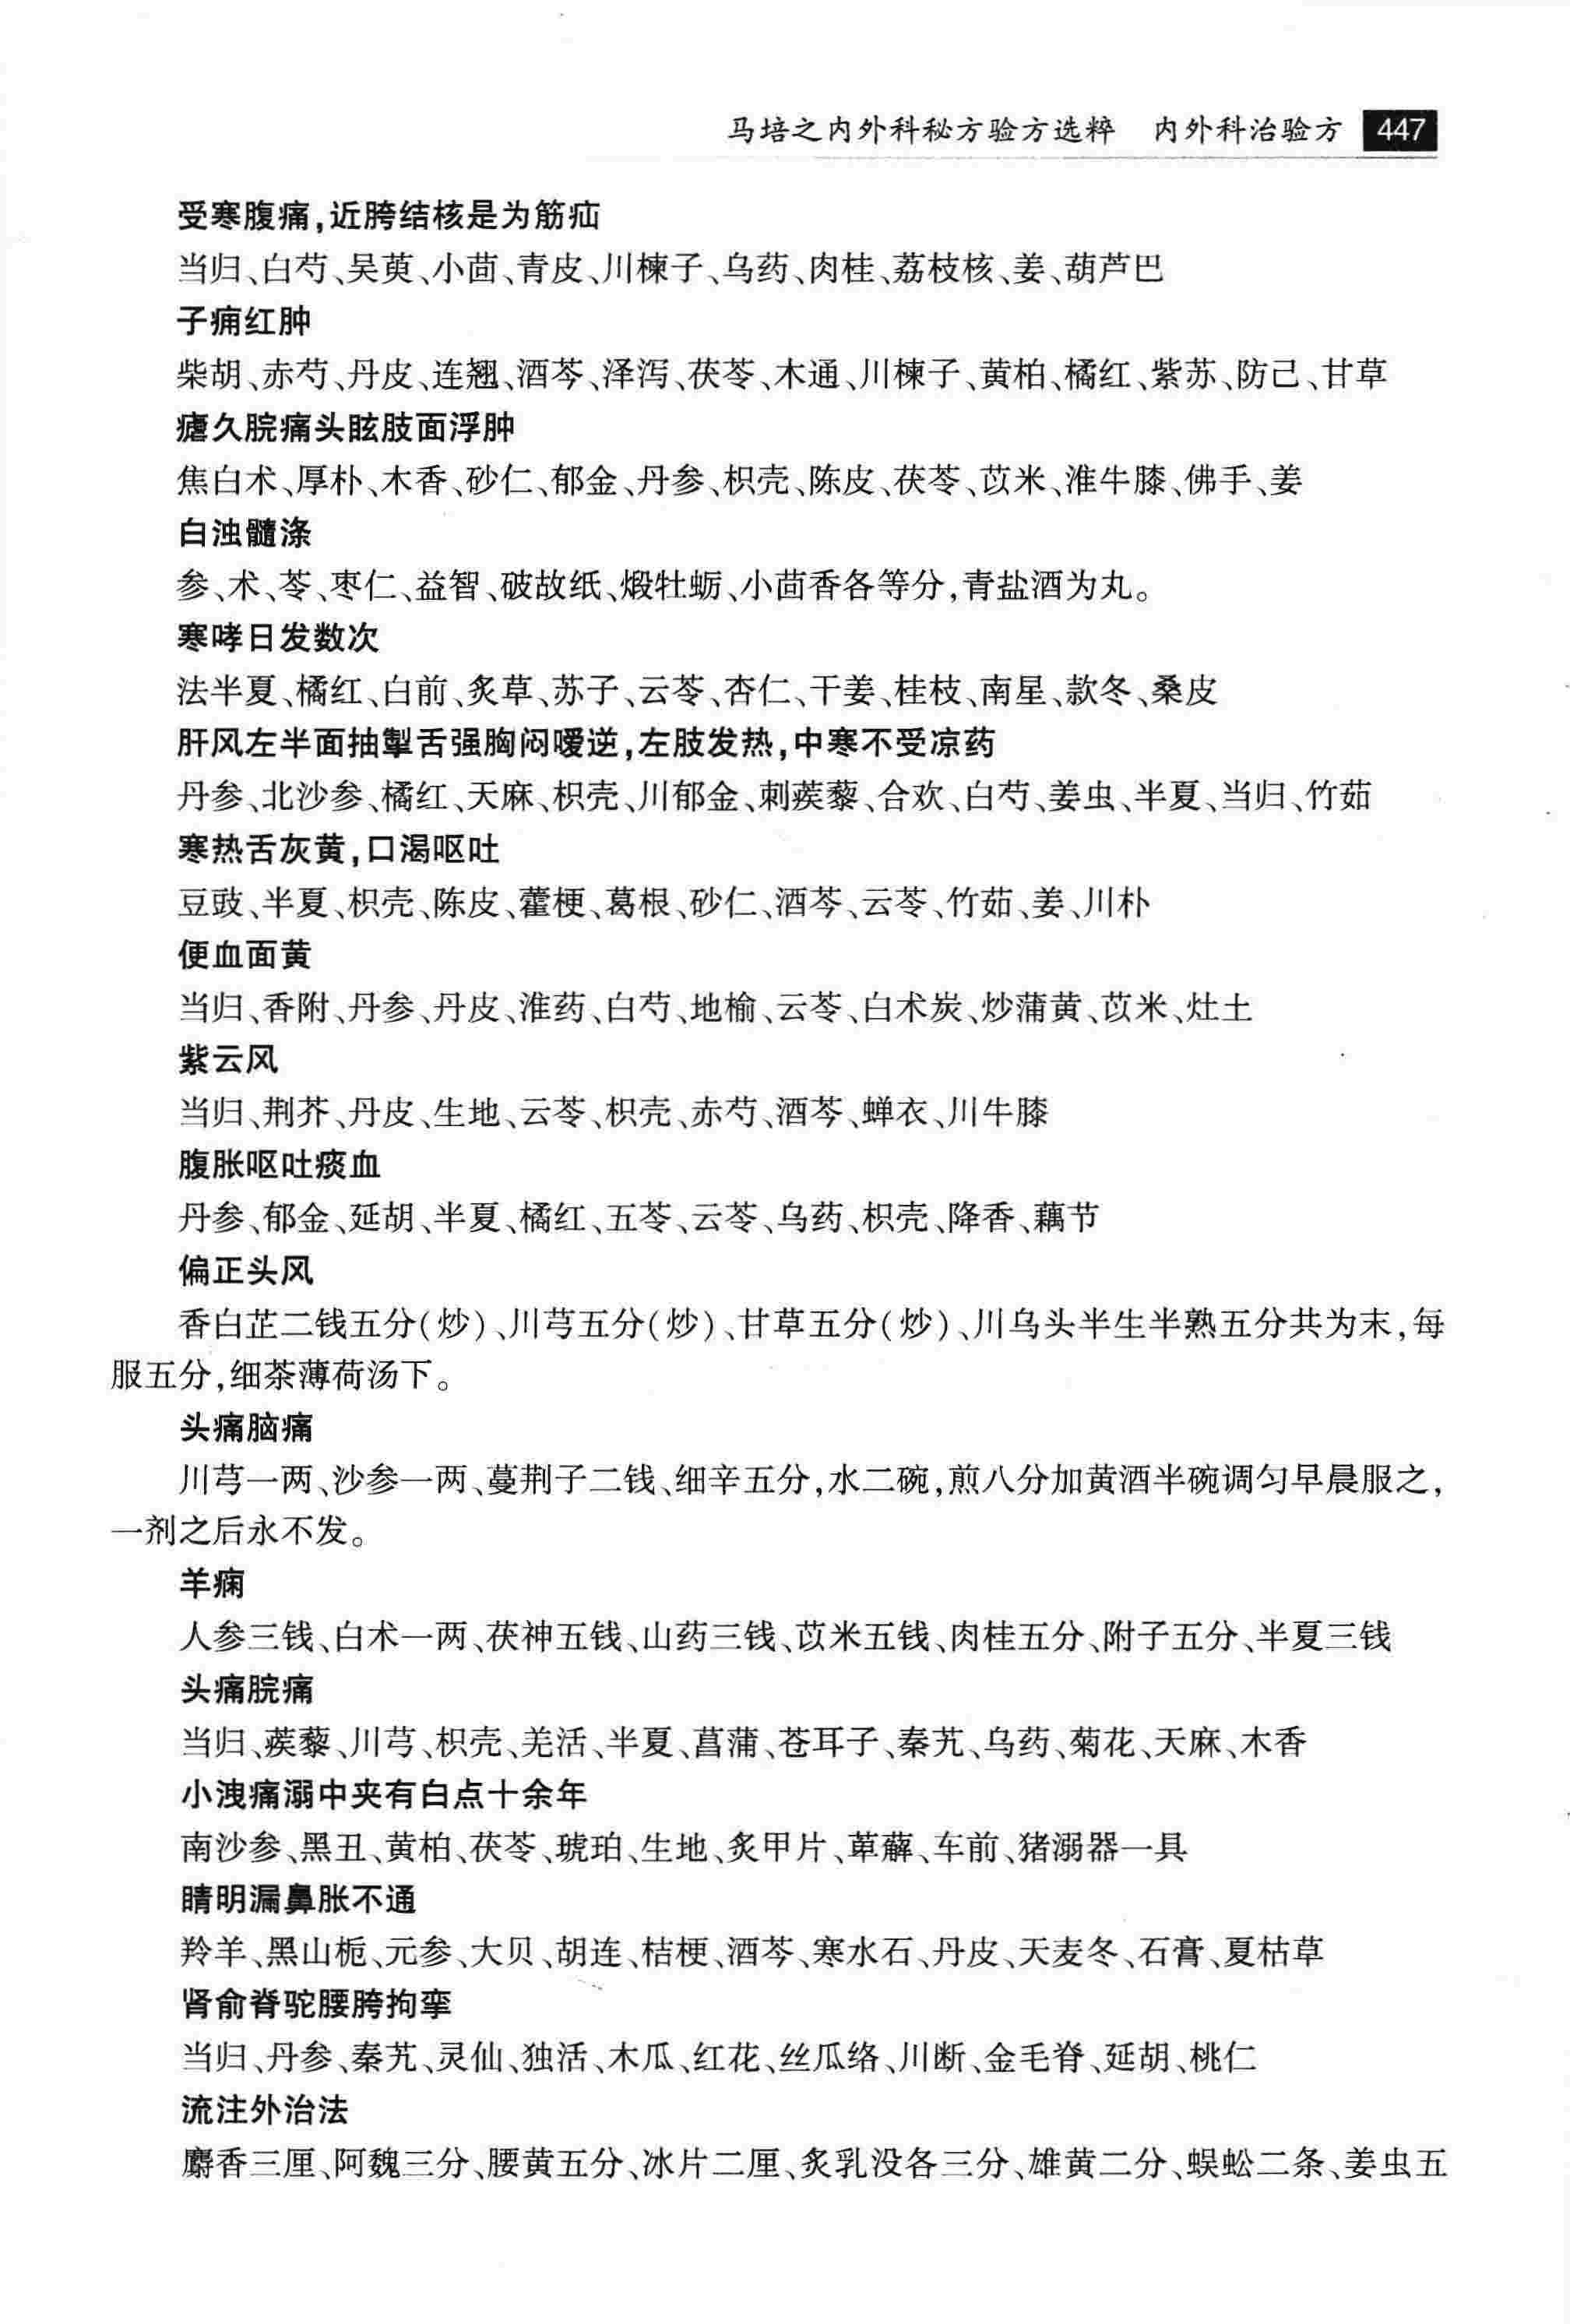 马培之内外科秘方验方选粹 内外科治验方 447
受寒腹痛,近胯结核是为筋疝
当归、白芍、吴萸、小茴、青皮、川楝子、乌药、肉桂、荔枝核、姜、葫芦巴
子痈红肿
柴胡、赤芍、丹皮、连翘、酒芩、泽泻、茯苓、木通、川楝子、黄柏、橘红、紫苏、防己、甘草
瘧久脘痛头眩肢面浮肿
焦白术、厚朴、木香、砂仁、郁金、丹参、枳壳、陈皮、茯苓、苡米、淮牛膝、佛手、姜
白浊髓涤
参、术、苓、枣仁、益智、破故纸、煅牡蛎、小茴香各等分,青盐酒为丸。
寒哮日发数次
法半夏、橘红、白前、炙草、苏子、云苓、杏仁、干姜、桂枝、南星、款冬、桑皮
肝风左半面抽掣舌强胸闷嗳逆,左肢发热,中寒不受凉药
丹参、北沙参、橘红、天麻、枳壳、川郁金、刺蒺藜、合欢、白芍、姜虫、半夏、当归、竹茹
寒热舌灰黄,口渴呕吐
豆豉、半夏、枳壳、陈皮、藿梗、葛根、砂仁、酒芩、云苓、竹茹、姜、川朴
便血面黄
当归、香附、丹参、丹皮、淮药、白芍、地榆、云苓、白术炭、炒蒲黄、苡米、灶土
紫云风
当归、荆芥、丹皮、生地、云苓、枳壳、赤芍、酒芩、蝉衣、川牛膝
腹胀呕吐痰血
丹参、郁金、延胡、半夏、橘红、五苓、云苓、乌药、枳壳、降香、藕节
偏正头风
香白芷二钱五分(炒)、川芎五分(炒)、甘草五分(炒)、川乌头半生半熟五分共为末,每
服五分,细茶薄荷汤下。
头痛脑痛
川芎一两、沙参一两、蔓荆子二钱、细辛五分,水二碗,煎八分加黄酒半碗调匀早晨服之,
一剂之后永不发。
羊痫
人参三钱、白术一两、茯神五钱、山药三钱、苡米五钱、肉桂五分、附子五分、半夏三钱
头痛脘痛
当归、蒺藜、川芎、枳壳、羌活、半夏、菖蒲、苍耳子、秦艽、乌药、菊花、天麻、木香
小溲痛溺中夹有白点十余年
南沙参、黑丑、黄柏、茯苓、琥珀、生地、炙甲片、萆薢、车前、猪溺器一具
睛明漏鼻胀不通
羚羊、黑山栀、元参、大贝、胡连、桔梗、酒芩、寒水石、丹皮、天麦冬、石膏、夏枯草
肾俞脊驼腰胯拘挛
当归、丹参、秦艽、灵仙、独活、木瓜、红花、丝瓜络、川断、金毛脊、延胡、桃仁
流注外治法
麝香三厘、阿魏三分、腰黄五分、冰片二厘、炙乳没各三分、雄黄二分、蜈蚣二条、姜虫五